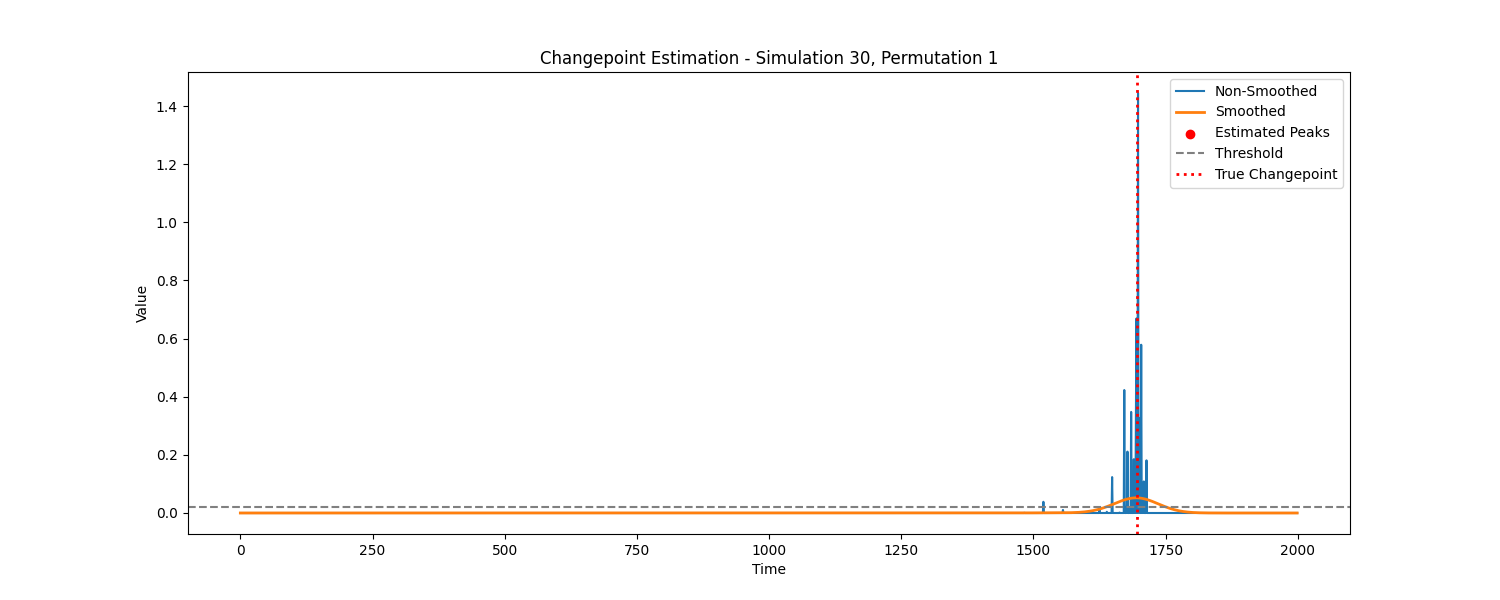 Changepoint Estimation - Simulation 30, Permutation 1
Non-Smoothed
Smoothed
Estimated Peaks
Threshold
True Changepoint
Value
1.4
1.2
1.0
0.8
0.6
0.4
0.2
0.0
0 250 500 750 1000 1250 1500 1750 2000
Time